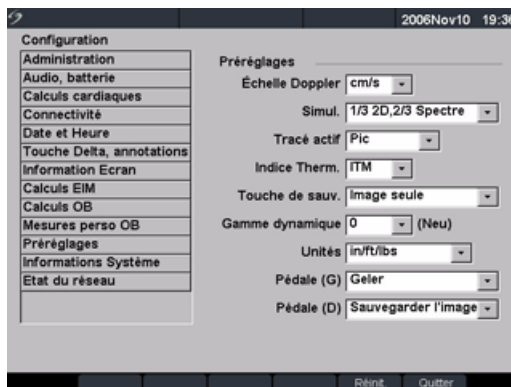 2006Nov10 19:36
Configuration
Administration
Audio, batterie
Calculs cardiaques
Connectivité
Date et Heure
Touche Delta, annotations
Information Ecran
Calculs EIM
Calculs OB
Mesures perso OB
Préréglages
Informations Système
Etat du réseau
Préréglages
Échelle Doppler cm/s
Simul. 1/3 2D,2/3 Spectre
Tracé actif Pic
Indice Therm. ITM
Touche de sauv. Image seule
Gamme dynamique 0 (Neu)
Unités in/ft/lbs
Pédale (G) Geler
Pédale (D) Sauvegarder l'image
Réinit. Quitter